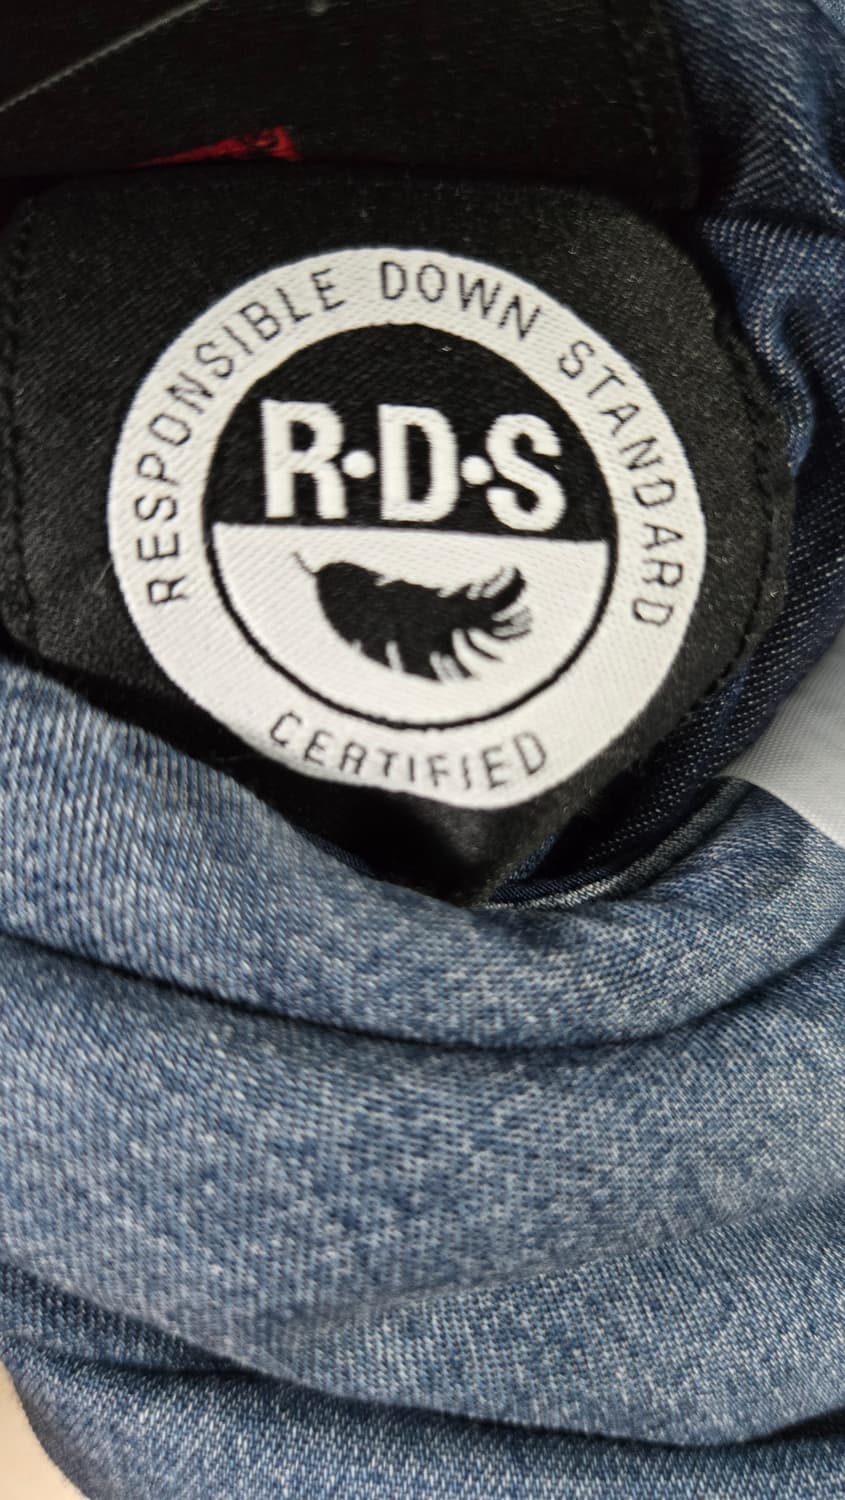 RESPONSIBLE DOWN STANDARD
R·D·S
CERTIFIED